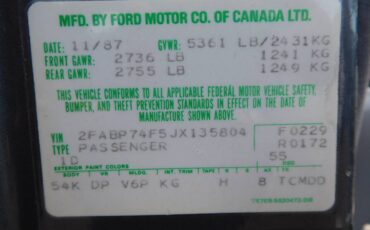 MFD. BY FORD MOTOR CO. OF CANADA LTD.
DATE: 11/87 GVWR: 5361 LB/2431KG
FRONT GAWR: 2736 LB 1241 KG
REAR GAWR: 2755 LB 1249 KG
THIS VEHICLE CONFORMS TO ALL APPLICABLE FEDERAL MOTOR VEHICLE SAFETY,
BUMPER, AND THEFT PREVENTION STANDARDS IN EFFECT ON THE DATE OF
MANUFACTURE SHOWN ABOVE.
VIN 2FABP74F5JX135804 F0229
TYPE PASSENGER R0172
1D 55
EXTERIOR PAINT COLORS
BODY VR MLDG. INT. TRIM TAPE R S AX TR
54K DP V6P KG H 8 TCMDD